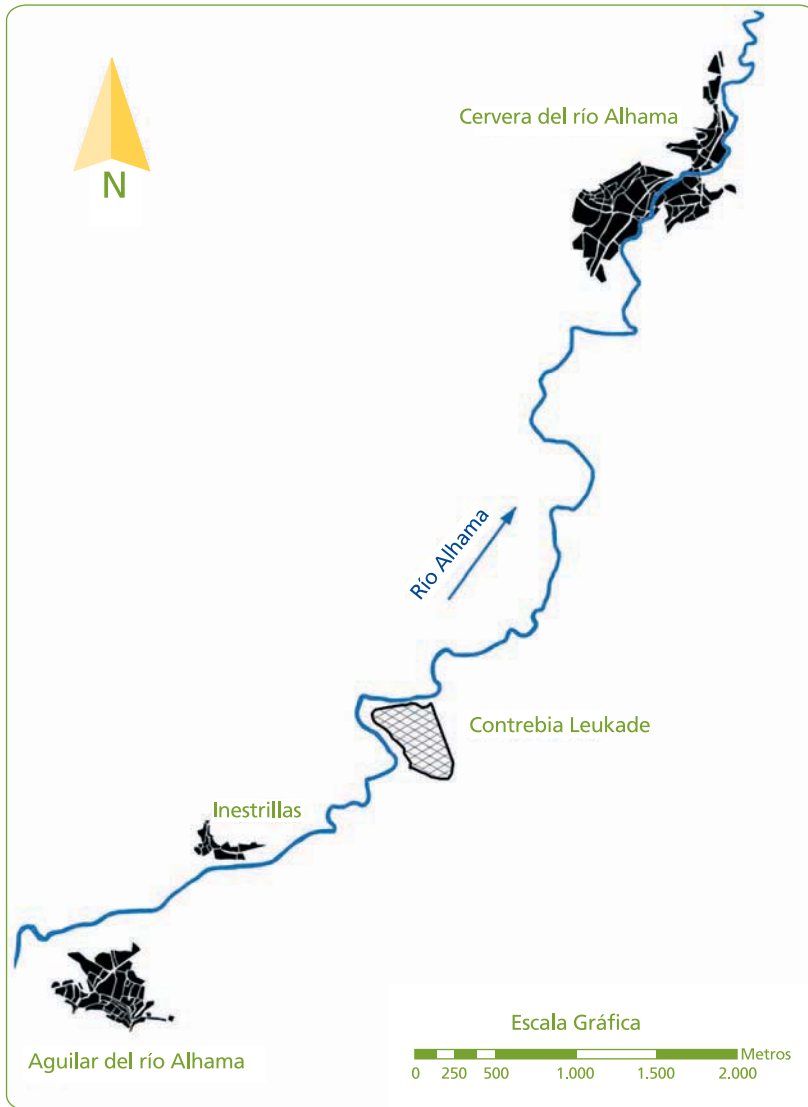 Cervera del río Alhama
N
Río Alhama
Contrebia Leukade
Inestrillas
Aguilar del río Alhama
Escala Gráfica
Metros
0 250 500 1.000 1.500 2.000